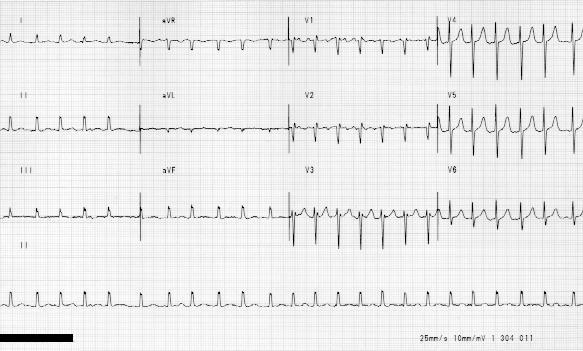 I aVR V1 V4
II aVL V2 V5
III aVF V3 V6
II
25mm/s 10mm/mV 1 304 011